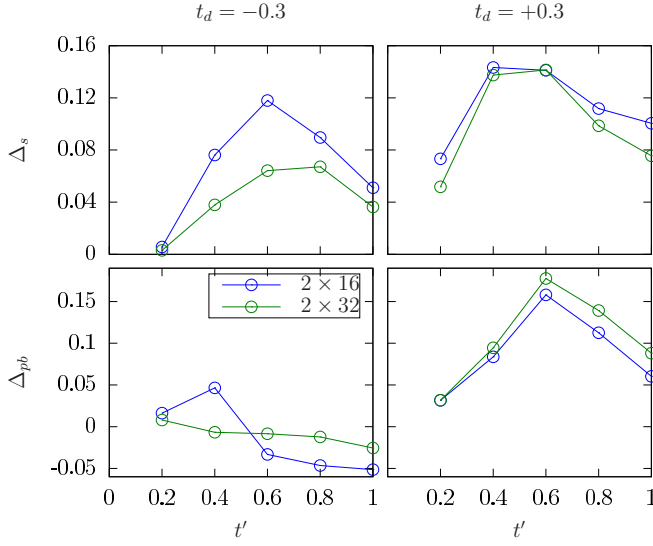 t_d = −0.3
t_d = +0.3
0.16
0.12
0.08
0.04
0
Δ_s
0.15
0.1
0.05
0
-0.05
Δ_pb
2 × 16
2 × 32
0 0.2 0.4 0.6 0.8 1
0.2 0.4 0.6 0.8 1
t′
t′